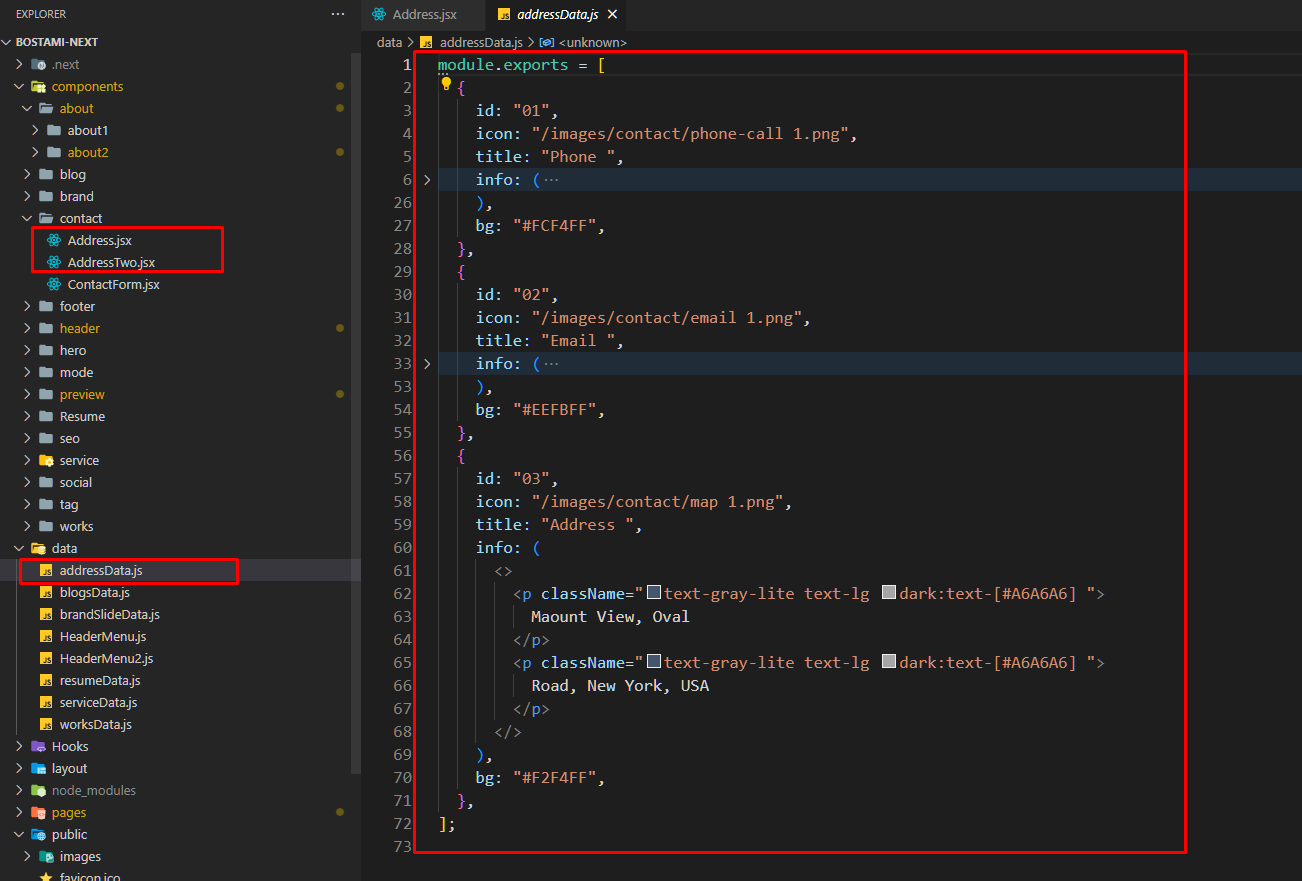 EXPLORER
BOSTAMI-NEXT
.next
components
about
about1
about2
blog
brand
contact
Address.jsx
AddressTwo.jsx
ContactForm.jsx
footer
header
hero
mode
preview
Resume
seo
service
social
tag
works
data
addressData.js
blogsData.js
brandSlideData.js
HeaderMenu.js
HeaderMenu2.js
resumeData.js
serviceData.js
worksData.js
Hooks
layout
node_modules
pages
public
images
favicon.ico
Address.jsx
JS addressData.js
data > JS addressData.js > <unknown>
1 module.exports = [
2 {
3 id: "01",
4 icon: "/images/contact/phone-call 1.png",
5 title: "Phone ",
6 info: ( ···
26 ),
27 bg: "#FCF4FF",
28 },
29 {
30 id: "02",
31 icon: "/images/contact/email 1.png",
32 title: "Email ",
33 info: ( ···
53 ),
54 bg: "#EEFBFF",
55 },
56 {
57 id: "03",
58 icon: "/images/contact/map 1.png",
59 title: "Address ",
60 info: (
61 <>
62 <p className="text-gray-lite text-lg dark:text-[#A6A6A6] ">
63 Maount View, Oval
64 </p>
65 <p className="text-gray-lite text-lg dark:text-[#A6A6A6] ">
66 Road, New York, USA
67 </p>
68 </>
69 ),
70 bg: "#F2F4FF",
71 },
72 ];
73